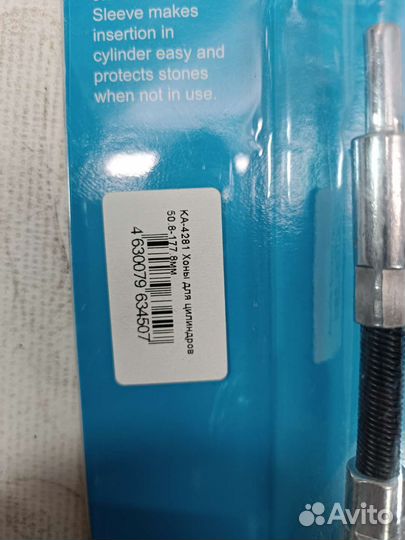 Sleeve makes
insertion in
cylinder easy and
protects stones
when not in use.
KA-4281 Хоны для цилиндров
50.8-177.8мм
4 630079 634507
Avito